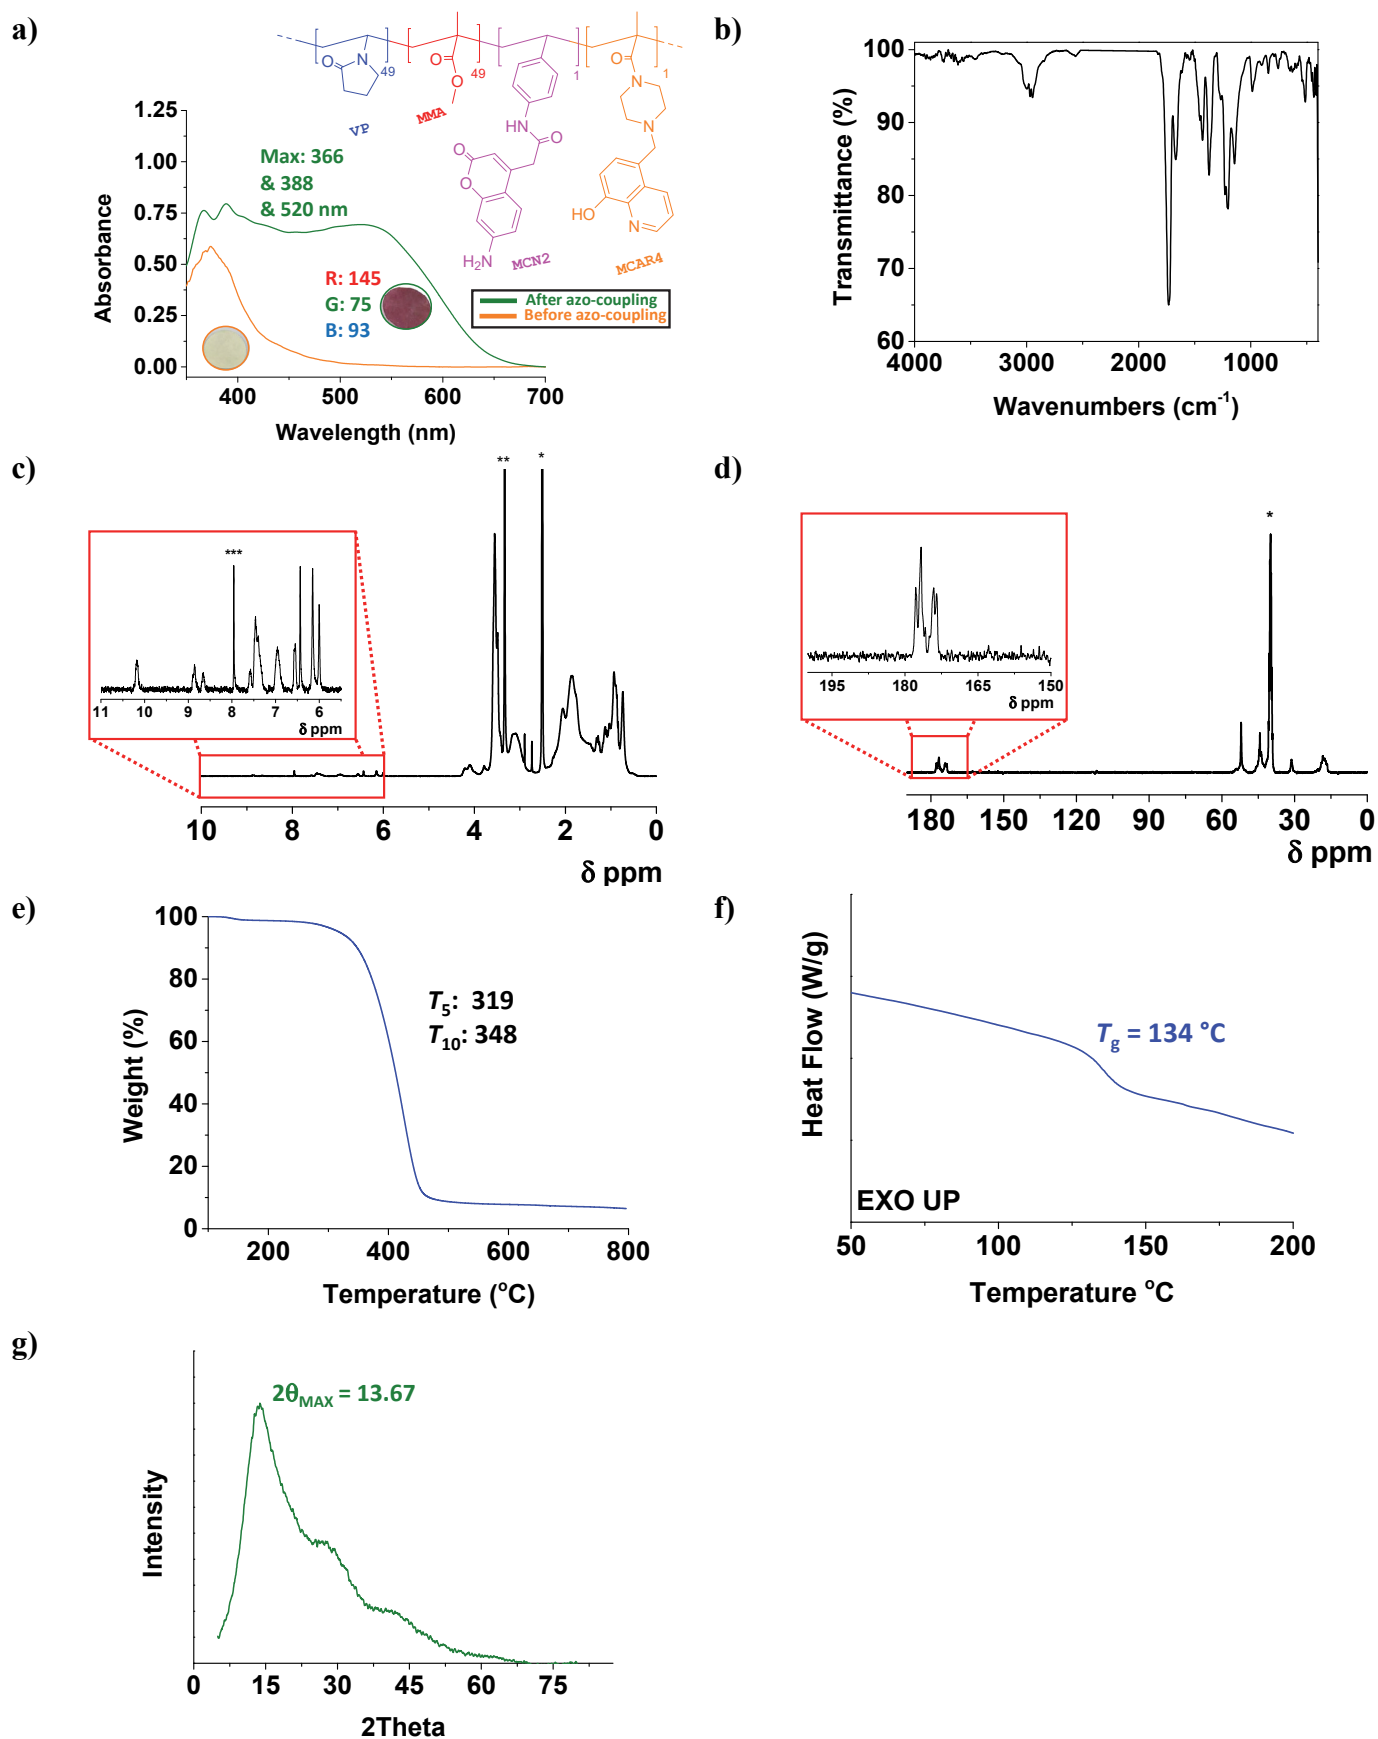 a)
O
N
49
VP
O
O
49
MMA
1
HN
O
O
O
H₂N
MCN2
O
1
N
N
HO
N
MCAR4
1.25
1.00
0.75
0.50
0.25
0.00
Absorbance
Max: 366
& 388
& 520 nm
R: 145
G: 75
B: 93
After azo-coupling
Before azo-coupling
400
500
600
700
Wavelength (nm)
b)
100
90
80
70
60
Transmittance (%)
4000
3000
2000
1000
Wavenumbers (cm⁻¹)
c)
**
*
***
11
10
9
8
7
6
δ ppm
10
8
6
4
2
0
δ ppm
d)
*
195
180
165
150
δ ppm
180
150
120
90
60
30
0
δ ppm
e)
100
80
60
40
20
0
Weight (%)
T₅: 319
T₁₀: 348
200
400
600
800
Temperature (°C)
f)
Heat Flow (W/g)
Tg = 134 °C
EXO UP
50
100
150
200
Temperature °C
g)
Intensity
2θMAX = 13.67
0
15
30
45
60
75
2Theta